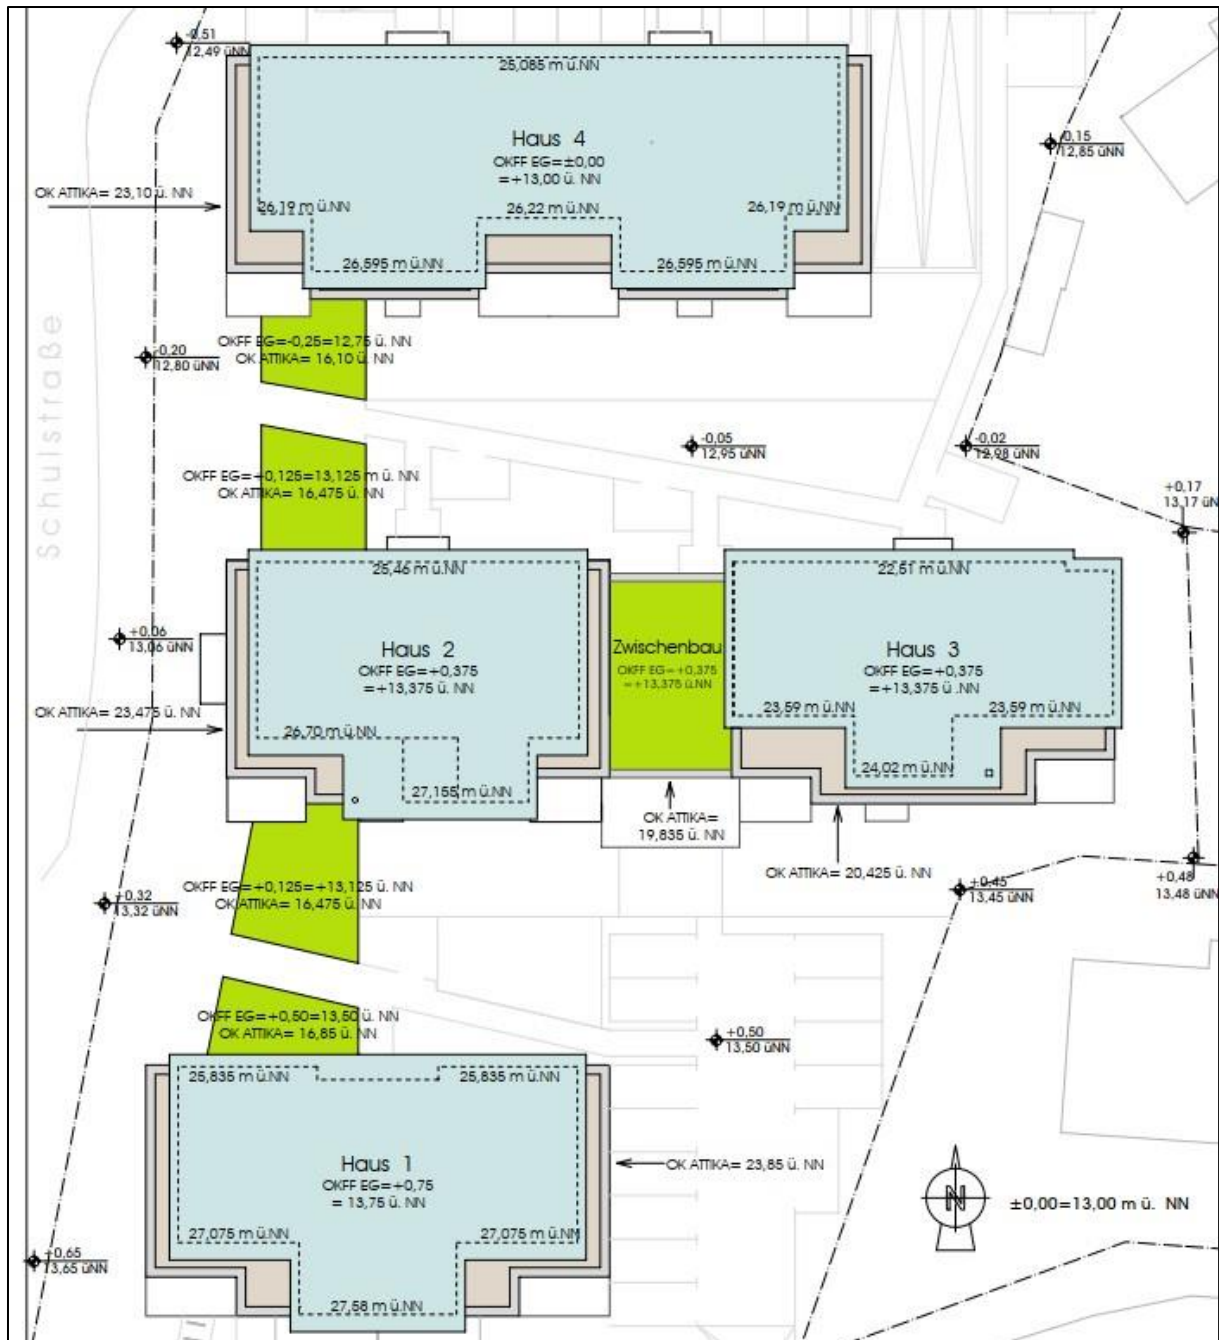 -0,51
12,49 üNN
25,085 m ü.NN
Haus 4
OKFF EG=±0,00
=+13,00 ü. NN
-0,15
12,85 üNN
OK ATTIKA= 23,10 ü. NN
26,19 m ü.NN
26,22 m ü.NN
26,19 m ü.NN
26,595 m ü.NN
26,595 m ü.NN
Schulstraße
OKFF EG=-0,25=12,75 ü. NN
OK ATTIKA= 16,10 ü. NN
-0,20
12,80 üNN
-0,05
12,95 üNN
-0,02
12,98 üNN
OKFF EG=+0,125=13,125 m ü. NN
OK ATTIKA= 16,475 ü. NN
+0,17
13,17 üN
25,46 m ü.NN
22,51 m ü.NN
+0,06
13,06 üNN
Haus 2
OKFF EG=+0,375
=+13,375 ü. NN
Zwischenbau
OKFF EG=+0,375
=+13,375 ü.NN
Haus 3
OKFF EG=+0,375
=+13,375 ü .NN
OK ATTIKA= 23,475 ü. NN
26,70 m ü.NN
23,59 m ü.NN
23,59 m ü.NN
24,02 m ü.NN
27,155 m ü.NN
OK ATTIKA=
19,835 ü. NN
OK ATTIKA= 20,425 ü. NN
+0,32
13,32 üNN
OKFF EG=+0,125=+13,125 ü. NN
OK ATTIKA= 16,475 ü. NN
+0,45
13,45 üNN
+0,48
13,48 üNN
OKFF EG=+0,50=13,50 ü. NN
OK ATTIKA= 16,85 ü. NN
+0,50
13,50 üNN
25,835 m ü.NN
25,835 m ü.NN
Haus 1
OKFF EG=+0,75
= 13,75 ü. NN
OK ATTIKA= 23,85 ü. NN
N
±0,00=13,00 m ü. NN
27,075 m ü.NN
27,075 m ü.NN
+0,65
13,65 üNN
27,58 m ü.NN